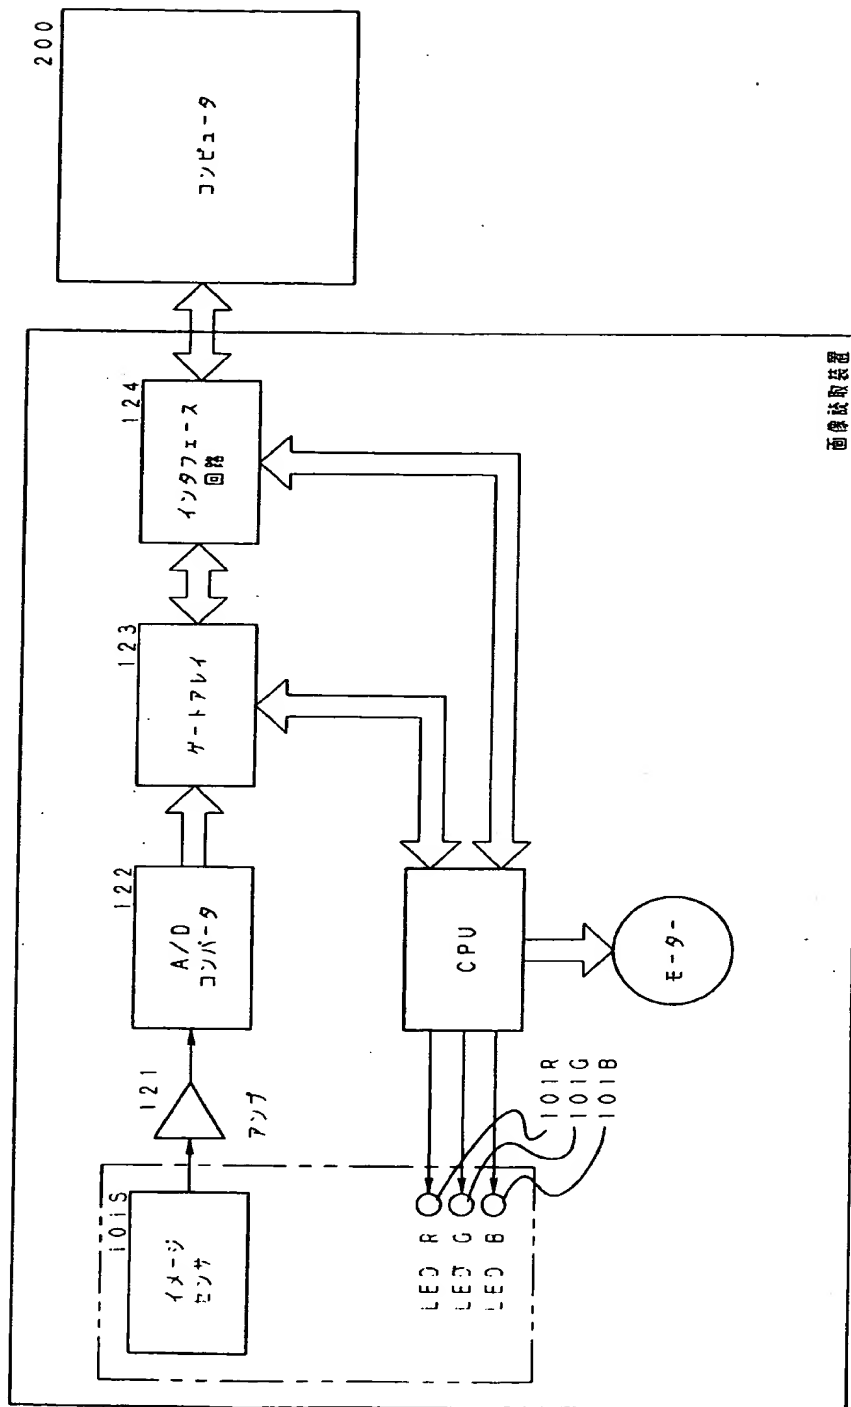 200
コンピュータ
124
インタフェース
回路
123
ゲートアレイ
122
A/D
コンバータ
121
アンプ
101S
イメージ
センサ
CPU
モーター
LED R
LED G
LED B
101R
101G
101B
画像読取装置